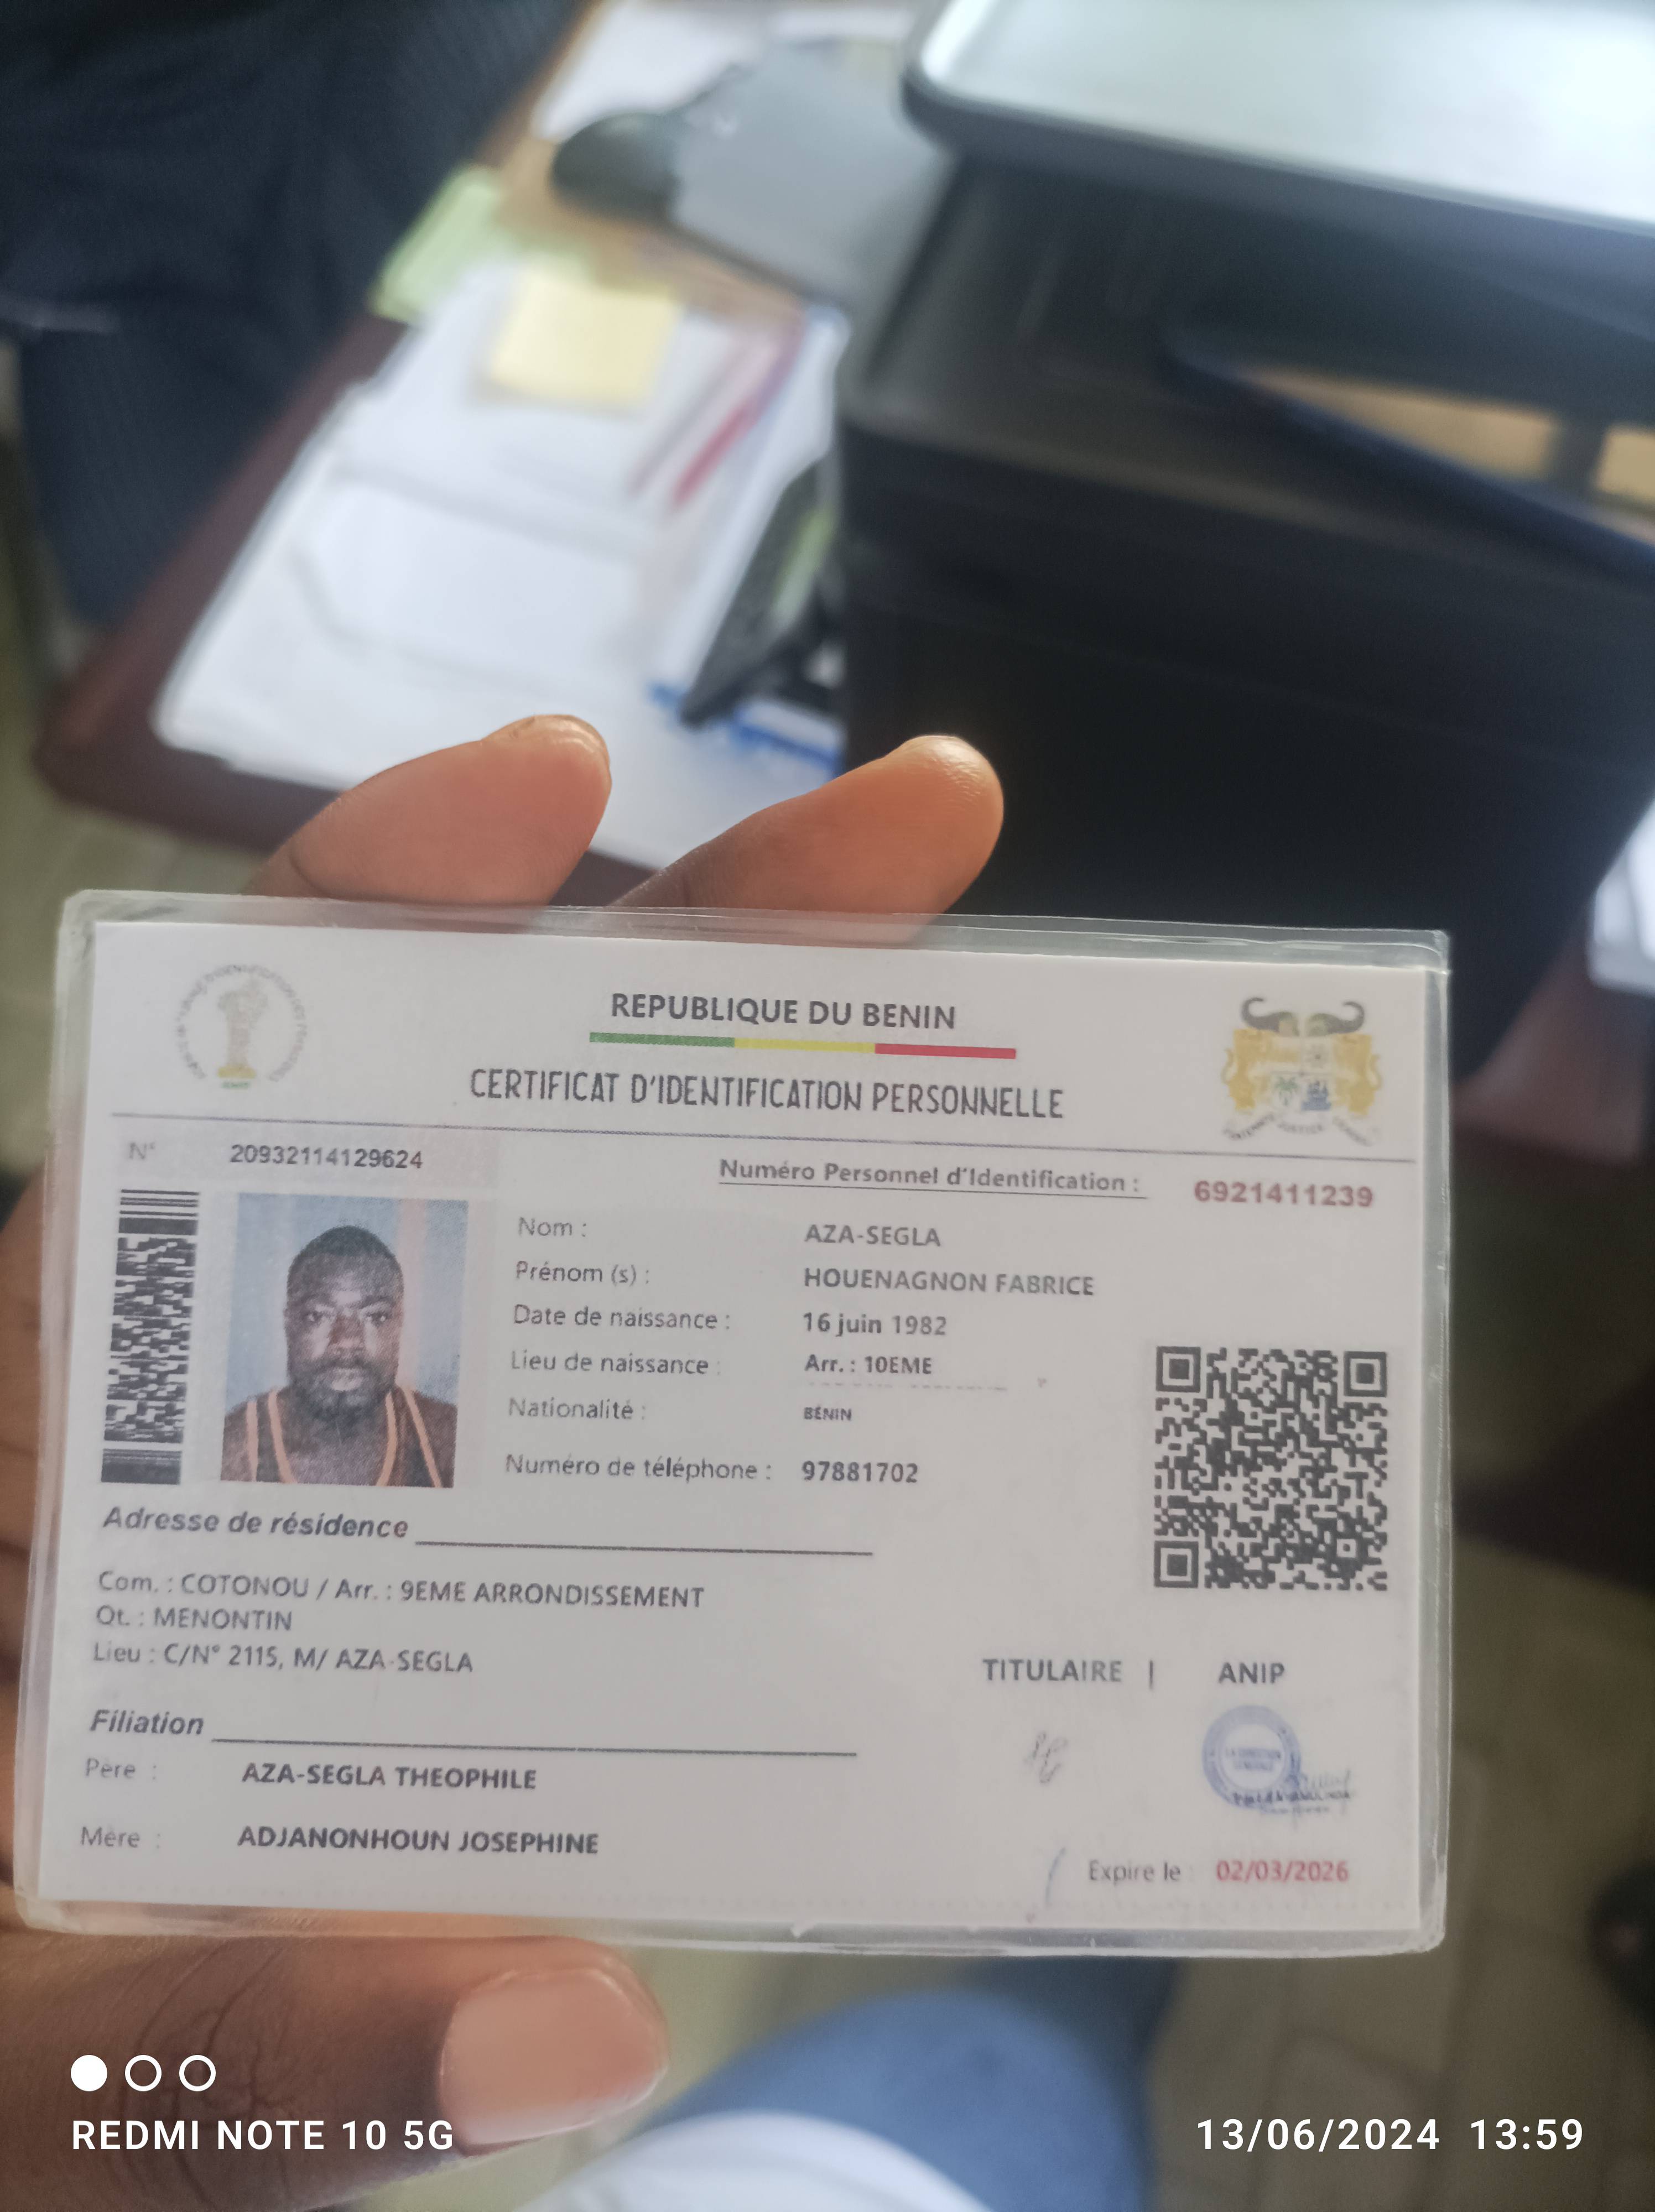 REPUBLIQUE DU BENIN
CERTIFICAT D'IDENTIFICATION PERSONNELLE
N° 20932114129624
Numéro Personnel d'Identification : 6921411239
Nom : AZA-SEGLA
Prénom (s) : HOUENAGNON FABRICE
Date de naissance : 16 juin 1982
Lieu de naissance : Arr. : 10EME
Nationalité : BÉNIN
Numéro de téléphone : 97881702
Adresse de résidence
Com. : COTONOU / Arr. : 9EME ARRONDISSEMENT
Qt. : MENONTIN
Lieu : C/N° 2115, M/ AZA-SEGLA
TITULAIRE | ANIP
Filiation
Père : AZA-SEGLA THEOPHILE
LA DIRECTION
GENERALE
Mère : ADJANONHOUN JOSEPHINE
Expire le : 02/03/2026
REDMI NOTE 10 5G
13/06/2024 13:59